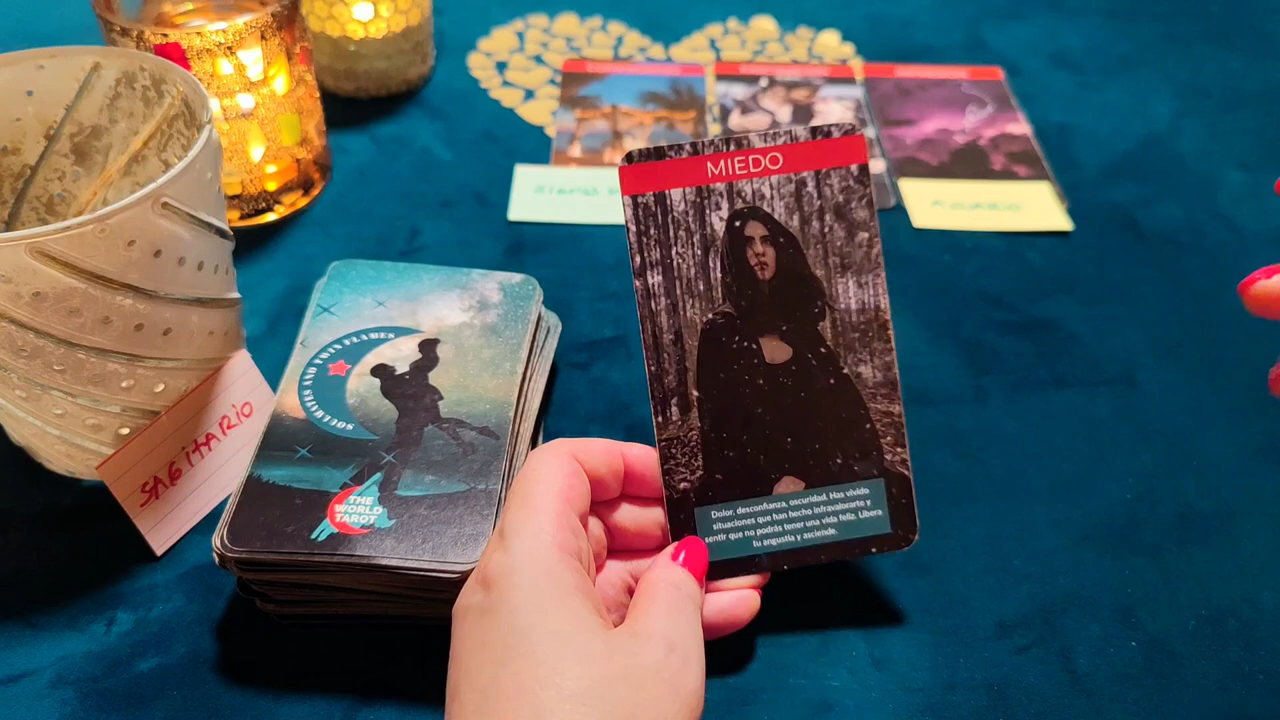 MIEDO
Dolor, desconfianza, oscuridad. Has vivido
situaciones que han hecho infravalorarte y
sentir que no podrás tener una vida feliz. Libera
tu angustia y asciende.
SOULMATES AND TWIN FLAMES
THE
WORLD
TAROT
SAGITARIO